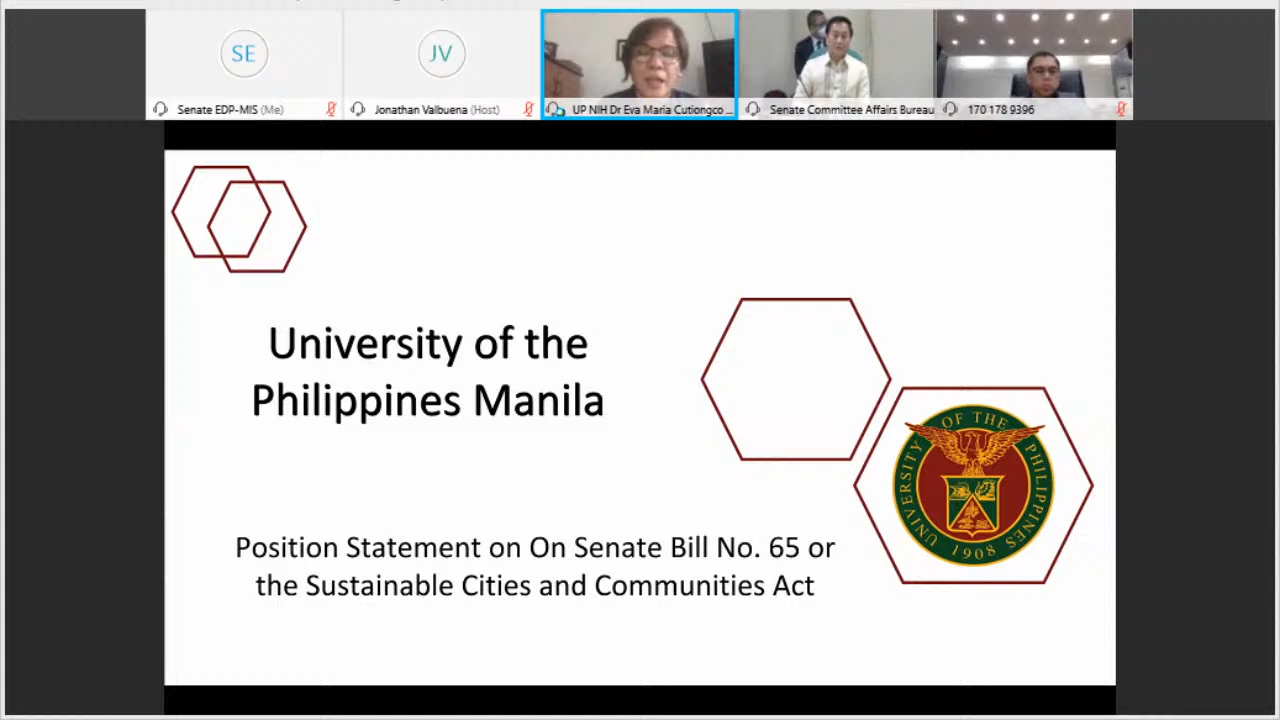 SE
JV
Senate EDP-MIS (Me)
Jonathan Valbuena (Host)
UP NIH Dr Eva Maria Cutiongco ...
Senate Committee Affairs Bureau
170 178 9396
University of the
Philippines Manila
UNIVERSITY OF THE PHILIPPINES
1908
Position Statement on On Senate Bill No. 65 or
the Sustainable Cities and Communities Act